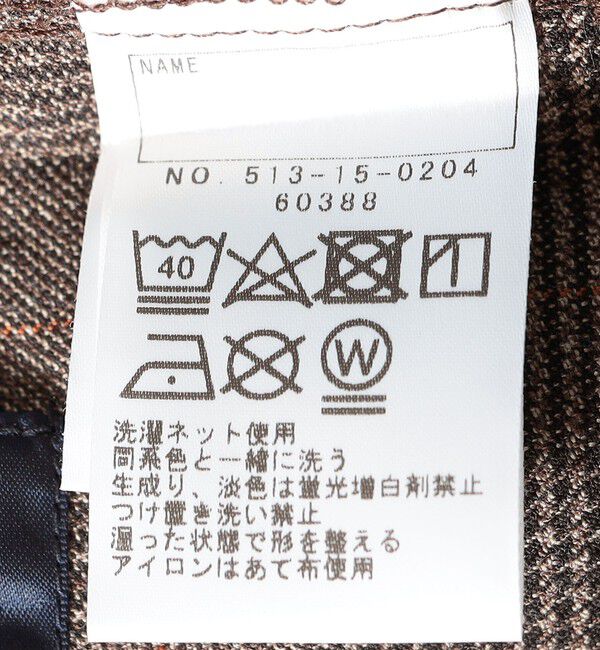 NAME
NO. 513-15-0204
60388
40
W
洗濯ネット使用
同系色と一緒に洗う
生成り、淡色は蛍光増白剤禁止
つけ置き洗い禁止
湿った状態で形を整える
アイロンはあて布使用